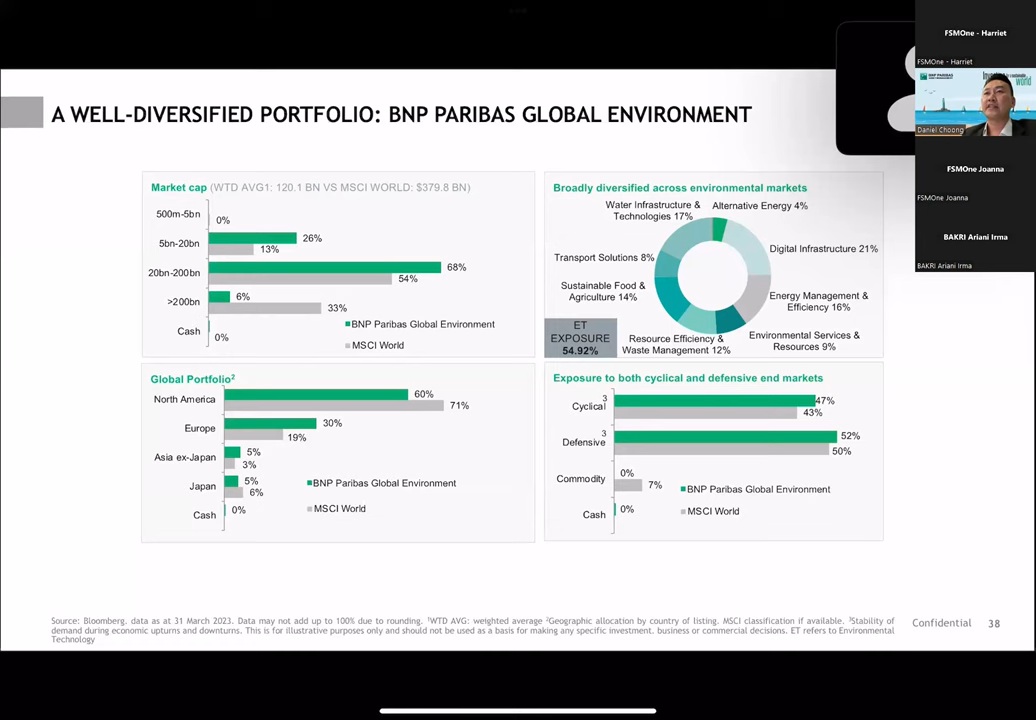 FSMOne - Harriet
FSMOne - Harriet
BNP PARIBAS
world
Daniel Choong
FSMOne Joanna
FSMOne Joanna
BAKRI Ariani Irma
BAKRI Ariani Irma
A WELL-DIVERSIFIED PORTFOLIO: BNP PARIBAS GLOBAL ENVIRONMENT
Market cap (WTD AVG1: 120.1 BN VS MSCI WORLD: $379.8 BN)
500m-5bn 0%
5bn-20bn 26%
13%
20bn-200bn 68%
54%
>200bn 6%
33%
Cash 0%
BNP Paribas Global Environment
MSCI World
Broadly diversified across environmental markets
Water Infrastructure &
Technologies 17%
Alternative Energy 4%
Digital Infrastructure 21%
Transport Solutions 8%
Sustainable Food &
Agriculture 14%
Energy Management &
Efficiency 16%
Environmental Services &
Resources 9%
Resource Efficiency &
Waste Management 12%
ET
EXPOSURE
54.92%
Global Portfolio2
North America 60%
71%
Europe 30%
19%
Asia ex-Japan 5%
3%
Japan 5%
6%
Cash 0%
BNP Paribas Global Environment
MSCI World
Exposure to both cyclical and defensive end markets
Cyclical3 47%
43%
Defensive3 52%
50%
Commodity 0%
7%
Cash 0%
BNP Paribas Global Environment
MSCI World
Source: Bloomberg, data as at 31 March 2023. Data may not add up to 100% due to rounding. 1WTD AVG: weighted average 2Geographic allocation by country of listing. MSCI classification if available. 3Stability of
demand during economic upturns and downturns. This is for illustrative purposes only and should not be used as a basis for making any specific investment, business or commercial decisions. ET refers to Environmental
Technology
Confidential 38